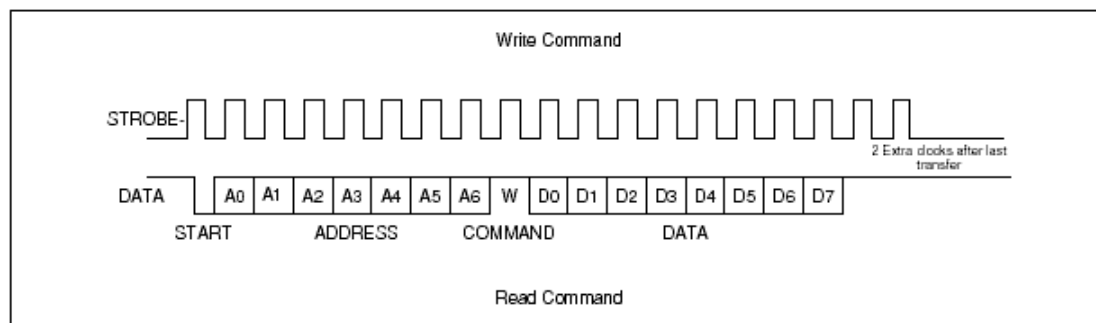 Write Command
STROBE-
2 Extra clocks after last
transfer
DATA A0 A1 A2 A3 A4 A5 A6 W D0 D1 D2 D3 D4 D5 D6 D7
START ADDRESS COMMAND DATA
Read Command